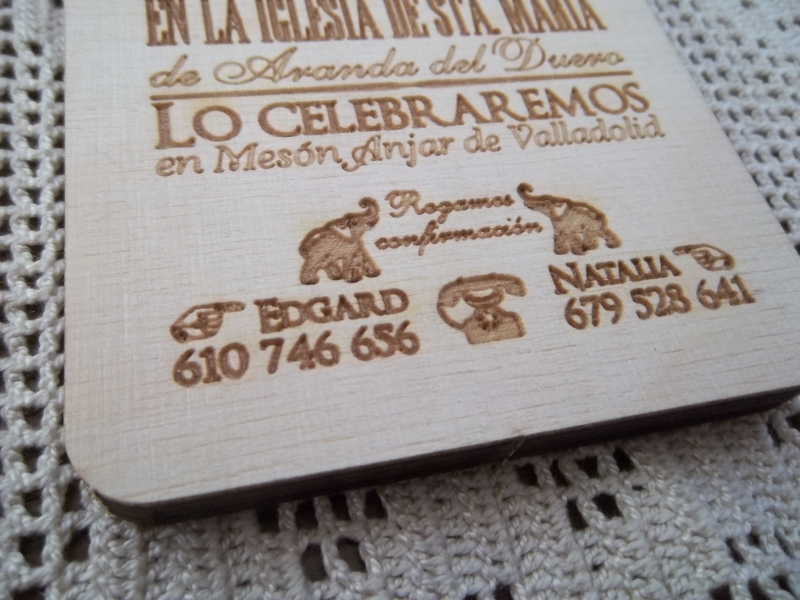 EN LA IGLESIA DE STA. MARIA
de Aranda del Duero
LO CELEBRAREMOS
en Mesón Anjar de Valladolid
Rogamos
confirmación
EDGARD
610 746 656
NATALIA
679 528 641